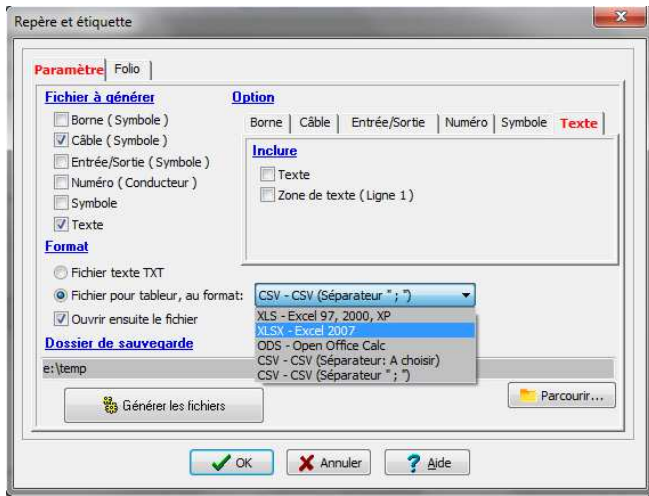 Repère et étiquette
Paramètre Folio
Fichier à générer Option
Borne ( Symbole ) Borne Câble Entrée/Sortie Numéro Symbole Texte
Câble ( Symbole ) Inclure
Entrée/Sortie ( Symbole ) Texte
Numéro ( Conducteur ) Zone de texte ( Ligne 1 )
Symbole
Texte
Format
Fichier texte TXT
Fichier pour tableur, au format: CSV - CSV (Séparateur " ; ")
Ouvrir ensuite le fichier XLS - Excel 97, 2000, XP
XLSX - Excel 2007
Dossier de sauvegarde ODS - Open Office Calc
CSV - CSV (Séparateur: A choisir)
e:\temp CSV - CSV (Séparateur " ; ")
Générer les fichiers Parcourir...
OK Annuler Aide